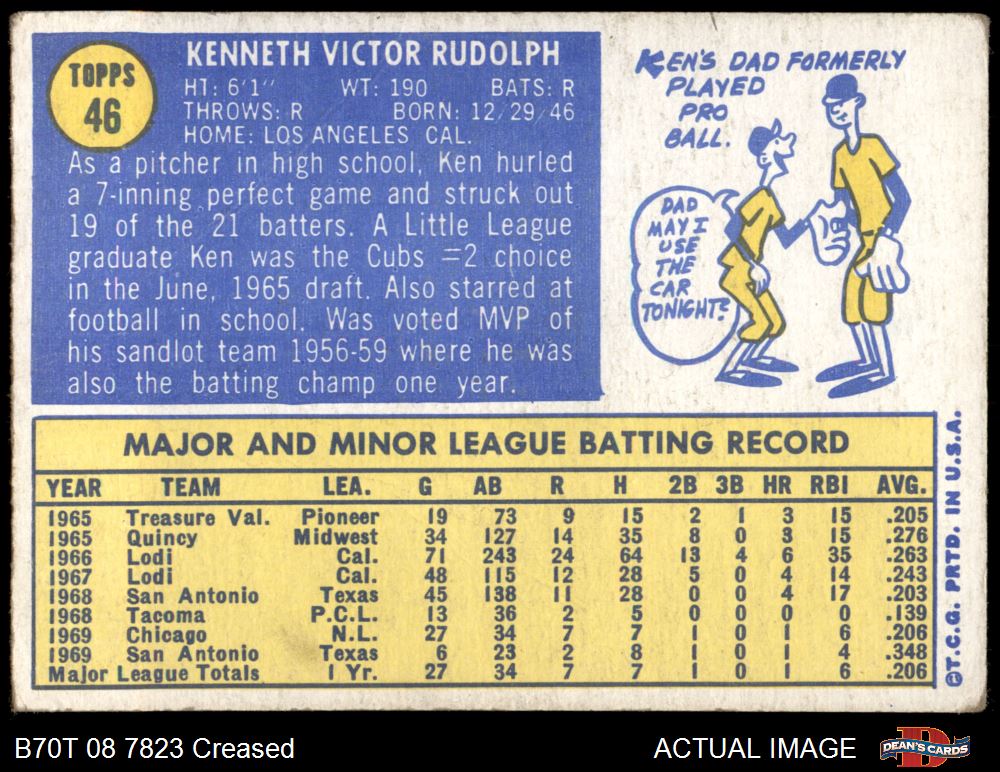 TOPPS
46
KENNETH VICTOR RUDOLPH
HT: 6'1" WT: 190 BATS: R
THROWS: R BORN: 12/29/46
HOME: LOS ANGELES CAL.
As a pitcher in high school, Ken hurled
a 7-inning perfect game and struck out
19 of the 21 batters. A Little League
graduate Ken was the Cubs =2 choice
in the June, 1965 draft. Also starred at
football in school. Was voted MVP of
his sandlot team 1956-59 where he was
also the batting champ one year.
KEN'S DAD FORMERLY
PLAYED
PRO
BALL.
DAD
MAY I
USE
THE
CAR
TONIGHT?
MAJOR AND MINOR LEAGUE BATTING RECORD
YEAR TEAM LEA. G AB R H 2B 3B HR RBI AVG.
1965 Treasure Val. Pioneer 19 73 9 15 2 1 3 15 .205
1965 Quincy Midwest 34 127 14 35 8 0 3 15 .276
1966 Lodi Cal. 71 243 24 64 13 4 6 35 .263
1967 Lodi Cal. 48 115 12 28 5 0 4 14 .243
1968 San Antonio Texas 45 138 11 28 0 0 4 17 .203
1968 Tacoma P.C.L. 13 36 2 5 0 0 0 0 .139
1969 Chicago N.L. 27 34 7 7 1 0 1 6 .206
1969 San Antonio Texas 6 23 2 8 1 0 1 4 .348
Major League Totals 1 Yr. 27 34 7 7 1 0 1 6 .206
©T.C.G. PRTD. IN U.S.A.
B70T 08 7823 Creased
ACTUAL IMAGE
DEAN'S CARDS